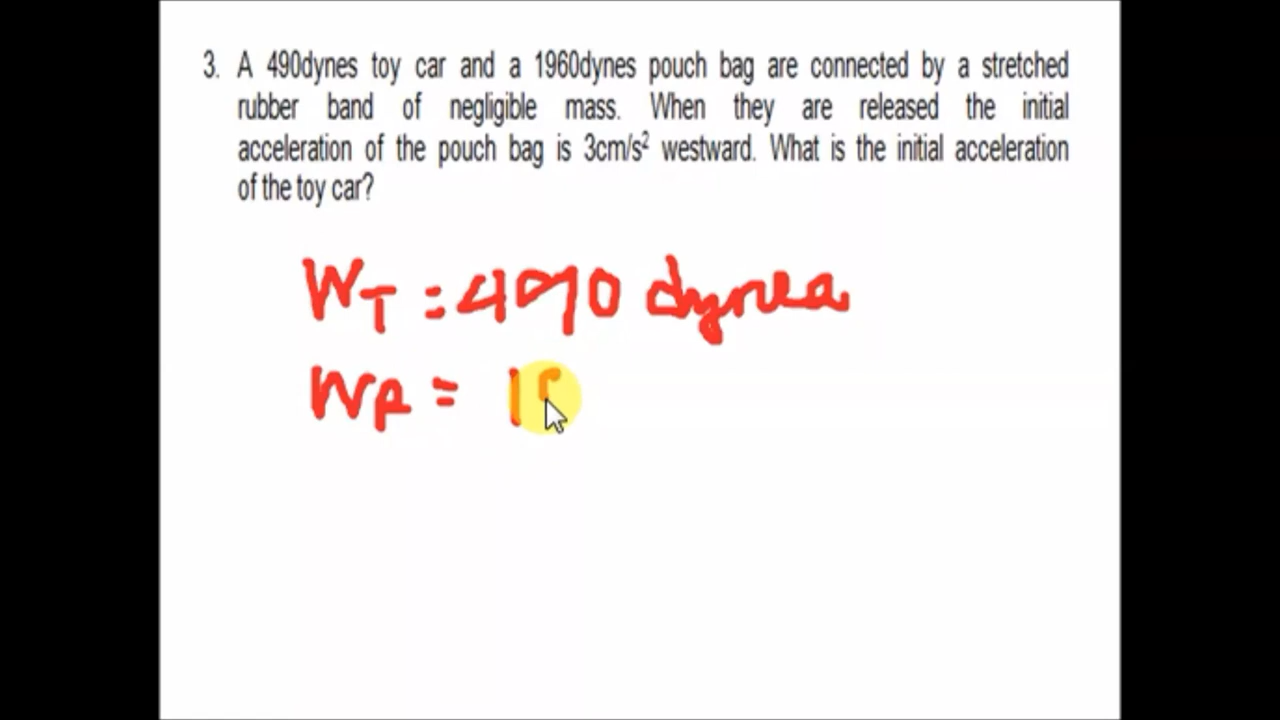 3. A 490dynes toy car and a 1960dynes pouch bag are connected by a stretched
rubber band of negligible mass. When they are released the initial
acceleration of the pouch bag is 3cm/s² westward. What is the initial acceleration
of the toy car?
WT = 490 dynes
WP = 1